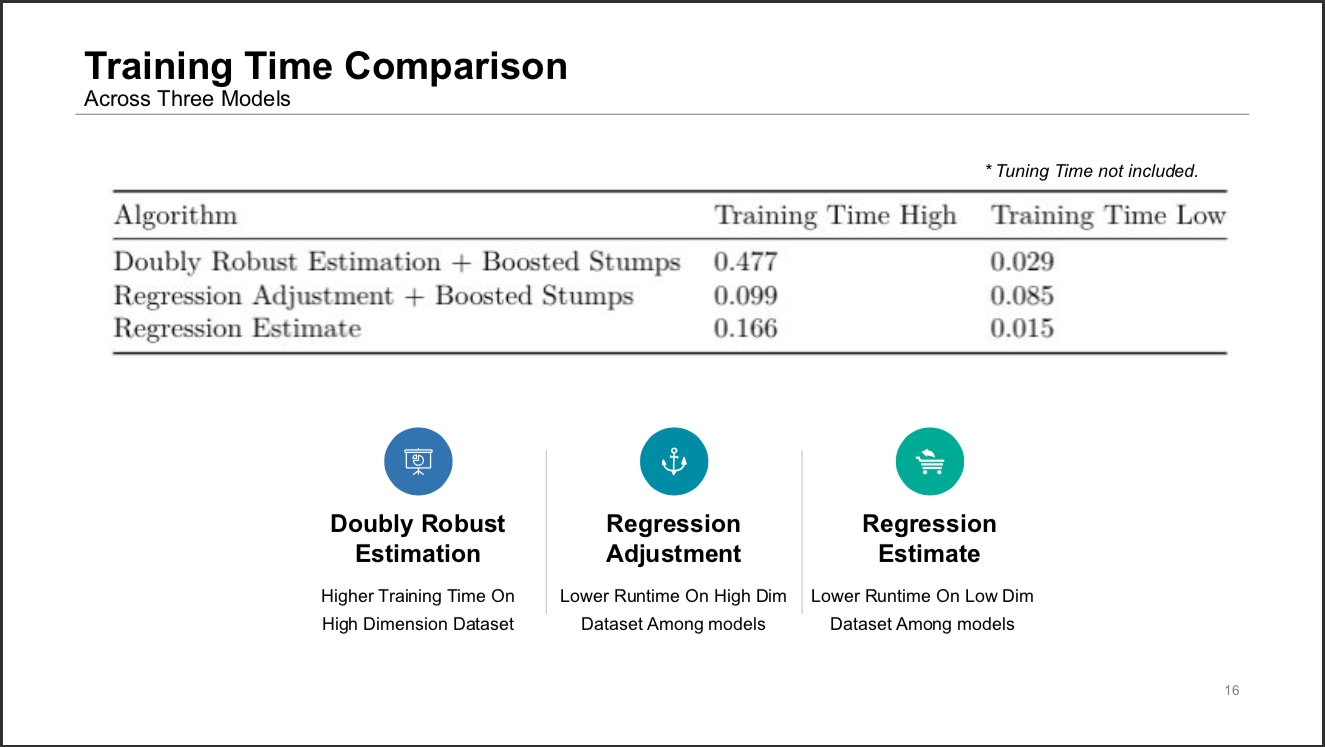 Training Time Comparison
Across Three Models
* Tuning Time not included.
Algorithm Training Time High Training Time Low
Doubly Robust Estimation + Boosted Stumps 0.477 0.029
Regression Adjustment + Boosted Stumps 0.099 0.085
Regression Estimate 0.166 0.015
Doubly Robust
Estimation
Higher Training Time On
High Dimension Dataset
Regression
Adjustment
Lower Runtime On High Dim
Dataset Among models
Regression
Estimate
Lower Runtime On Low Dim
Dataset Among models
16